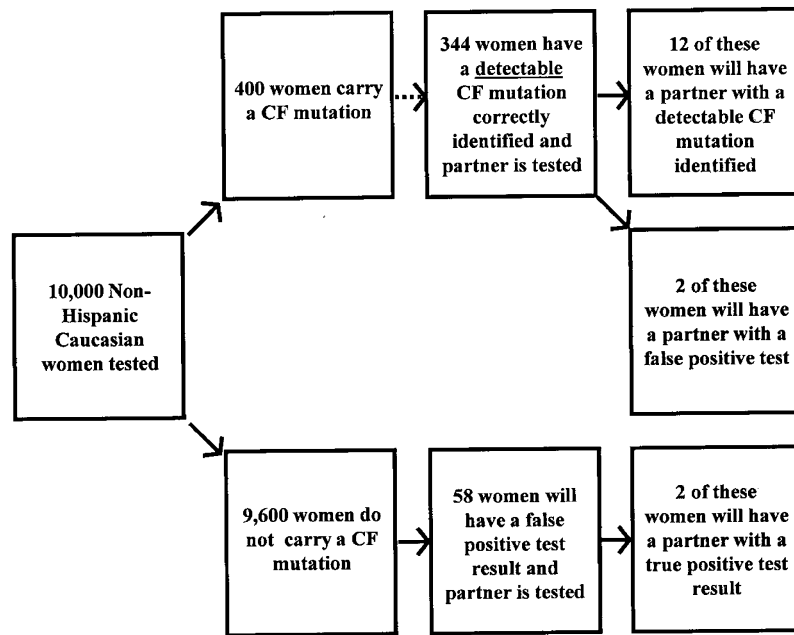 400 women carry
a CF mutation
344 women have
a detectable
CF mutation
correctly
identified and
partner is tested
12 of these
women will have
a partner with a
detectable CF
mutation
identified
10,000 Non-
Hispanic
Caucasian
women tested
2 of these
women will have
a partner with a
false positive test
9,600 women do
not carry a CF
mutation
58 women will
have a false
positive test
result and
partner is tested
2 of these
women will have
a partner with a
true positive test
result